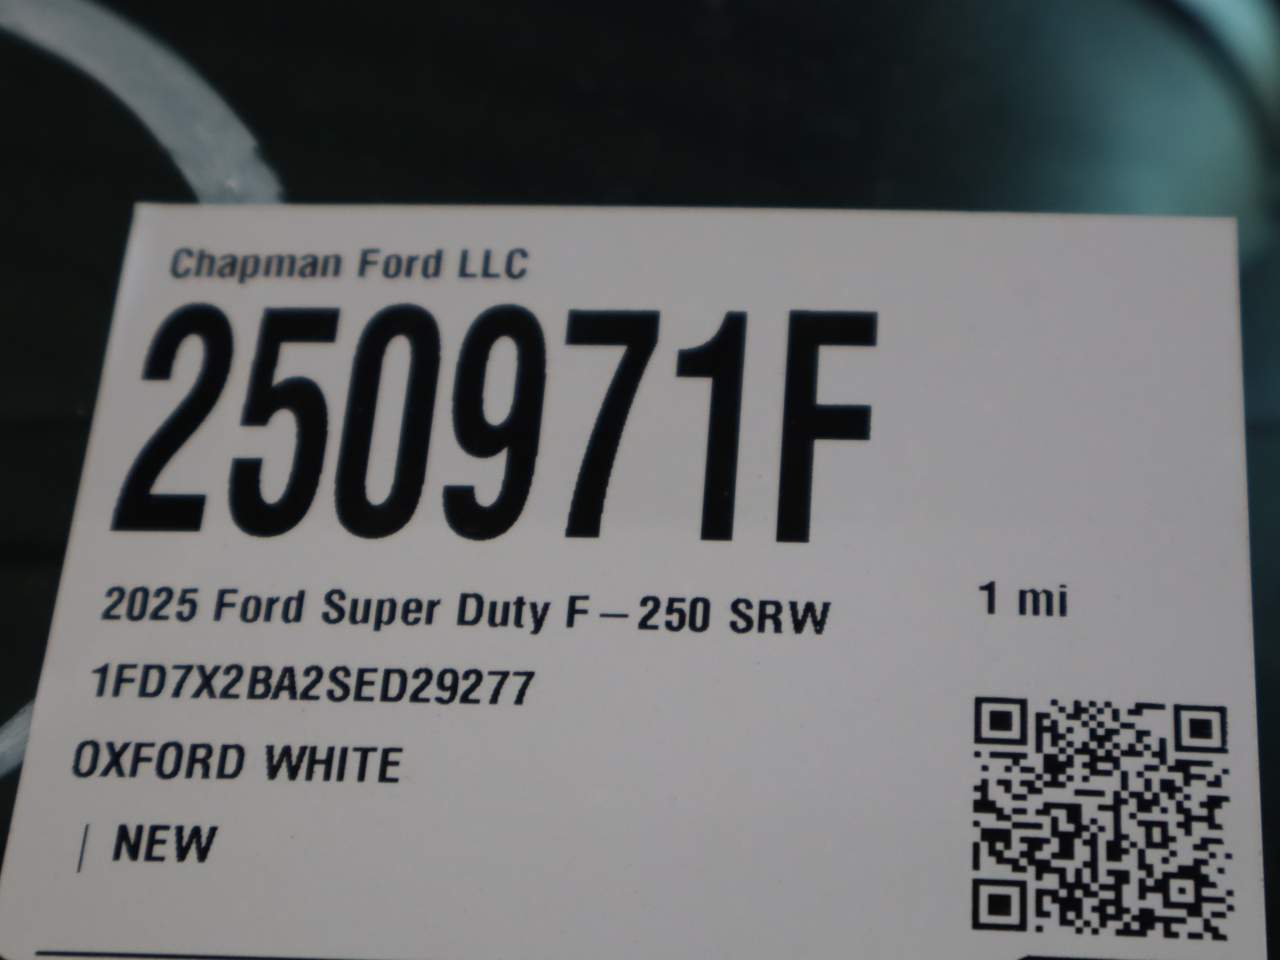 Chapman Ford LLC
250971F
2025 Ford Super Duty F-250 SRW
1 mi
1FD7X2BA2SED29277
OXFORD WHITE
| NEW